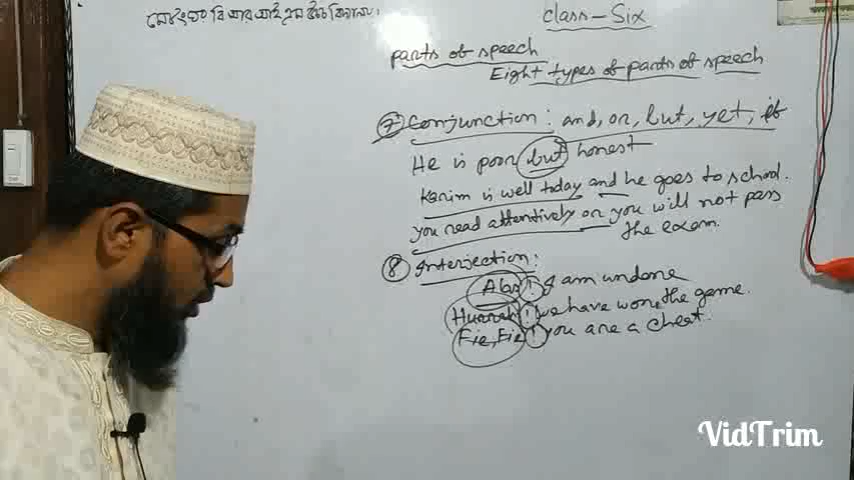 class-Six
parts of speech
Eight types of parts of speech
7 Conjunction: and, or, but, yet, if
He is poor but honest
Karim is well today and he goes to school.
you read attentively or you will not pass
the exam.
8 Interjection:
Alas! I am undone
Hurrah! we have won the game.
Fie, Fie! you are a cheat.
VidTrim